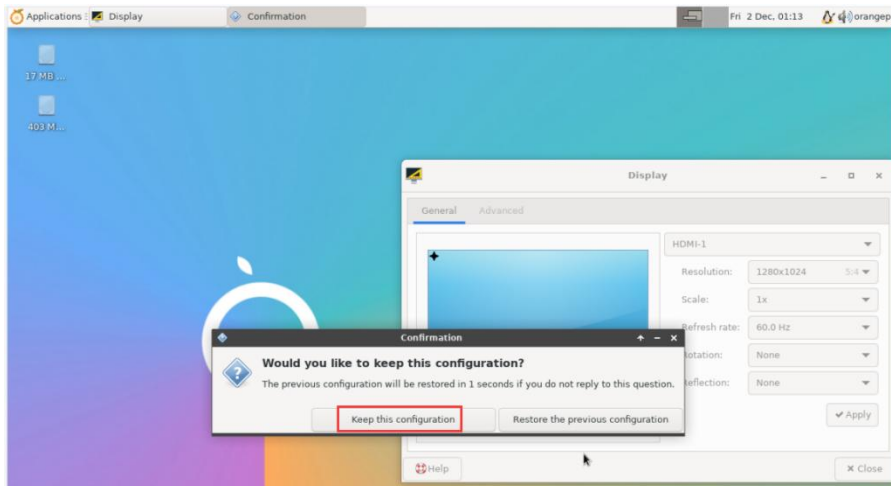 Applications Display Confirmation Fri 2 Dec, 01:13 orangep
17 MB ...
403 M...
Display
General Advanced
HDMI-1
Resolution: 1280x1024 5:4
Scale: 1x
Refresh rate: 60.0 Hz
Rotation: None
Reflection: None
Apply
Help Close
Confirmation
Would you like to keep this configuration?
The previous configuration will be restored in 1 seconds if you do not reply to this question.
Keep this configuration Restore the previous configuration